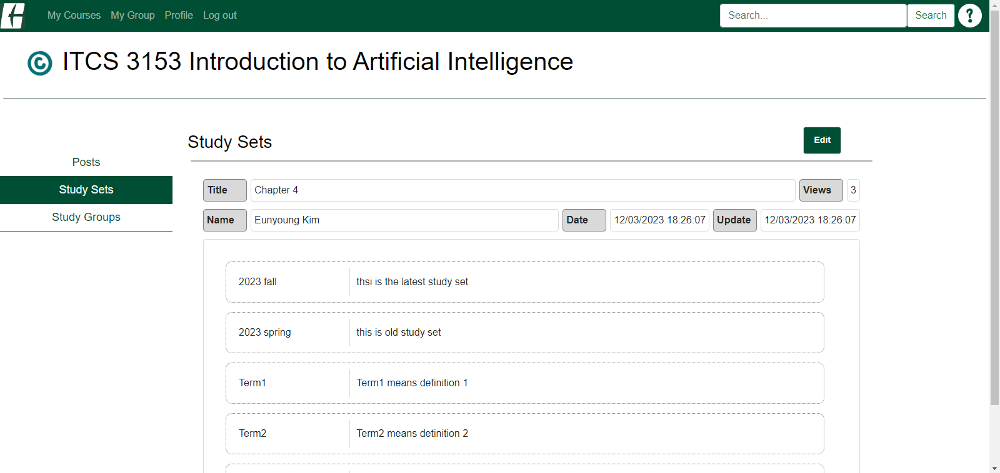 My Courses My Group Profile Log out Search... Search ?
© ITCS 3153 Introduction to Artificial Intelligence
Study Sets Edit
Posts
Study Sets
Study Groups
Title Chapter 4 Views 3
Name Eunyoung Kim Date 12/03/2023 18:26:07 Update 12/03/2023 18:26:07
2023 fall thsi is the latest study set
2023 spring this is old study set
Term1 Term1 means definition 1
Term2 Term2 means detinition 2